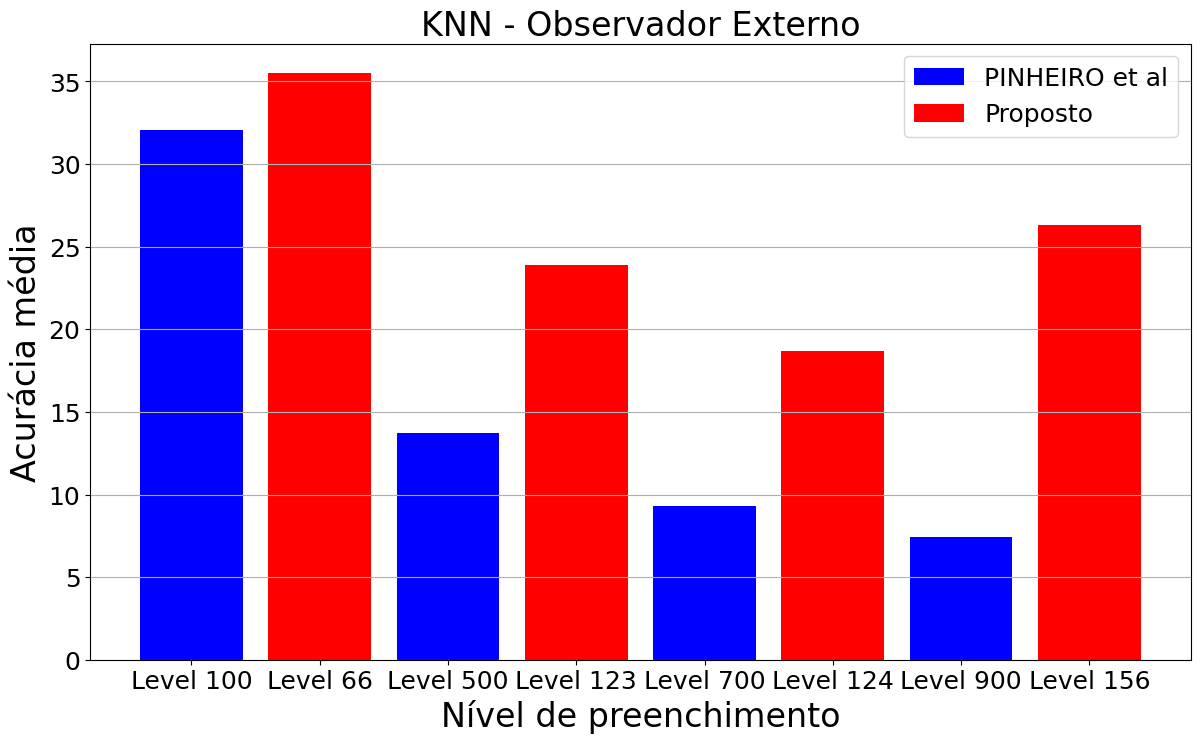 KNN - Observador Externo
PINHEIRO et al
Proposto
Acurácia média
35
30
25
20
15
10
5
0
Level 100 Level 66 Level 500 Level 123 Level 700 Level 124 Level 900 Level 156
Nível de preenchimento